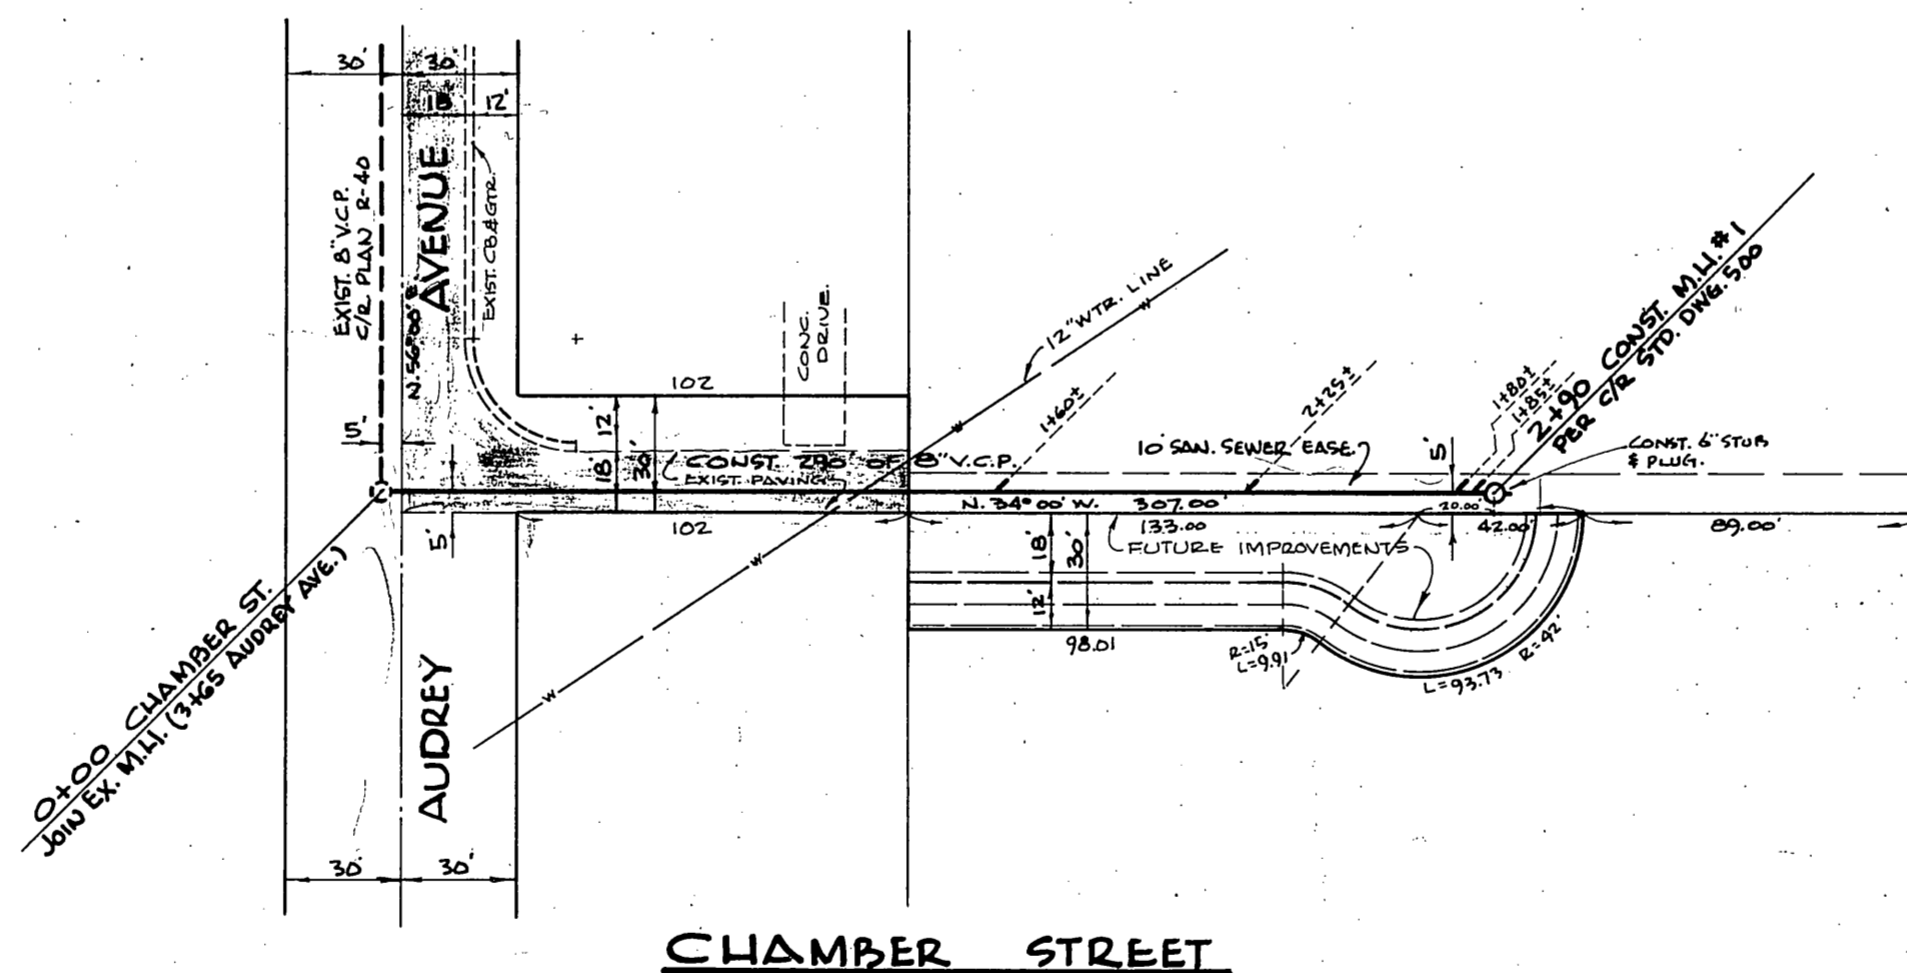 30'
30'
18'
12'
EXIST. 8" V.C.P.
C/R PLAN R-40
AVENUE
N. 56°00' E.
EXIST. CB & GTR.
15'
5'
102
12'
18'
30'
CONC.
DRIVE.
CONST. 290' OF 8" V.C.P.
EXIST. PAVING
102
12" WTR. LINE
W
W
W
W
1+60±
2+25±
1+80±
1+85±
2+90 CONST. M.H. #1
PER C/R STD. DWG. 500
10' SAN. SEWER EASE.
5'
CONST. 6" STUB
& PLUG.
N. 34°00' W. 307.00'
20.00'
133.00
42.00'
89.00'
FUTURE IMPROVEMENTS
18'
30'
12'
98.01
R=15'
L=9.91
L=93.73
R=42'
0+00 CHAMBER ST.
JOIN EX. M.H. (3+65 AUDREY AVE.)
AUDREY
30'
30'
CHAMBER STREET